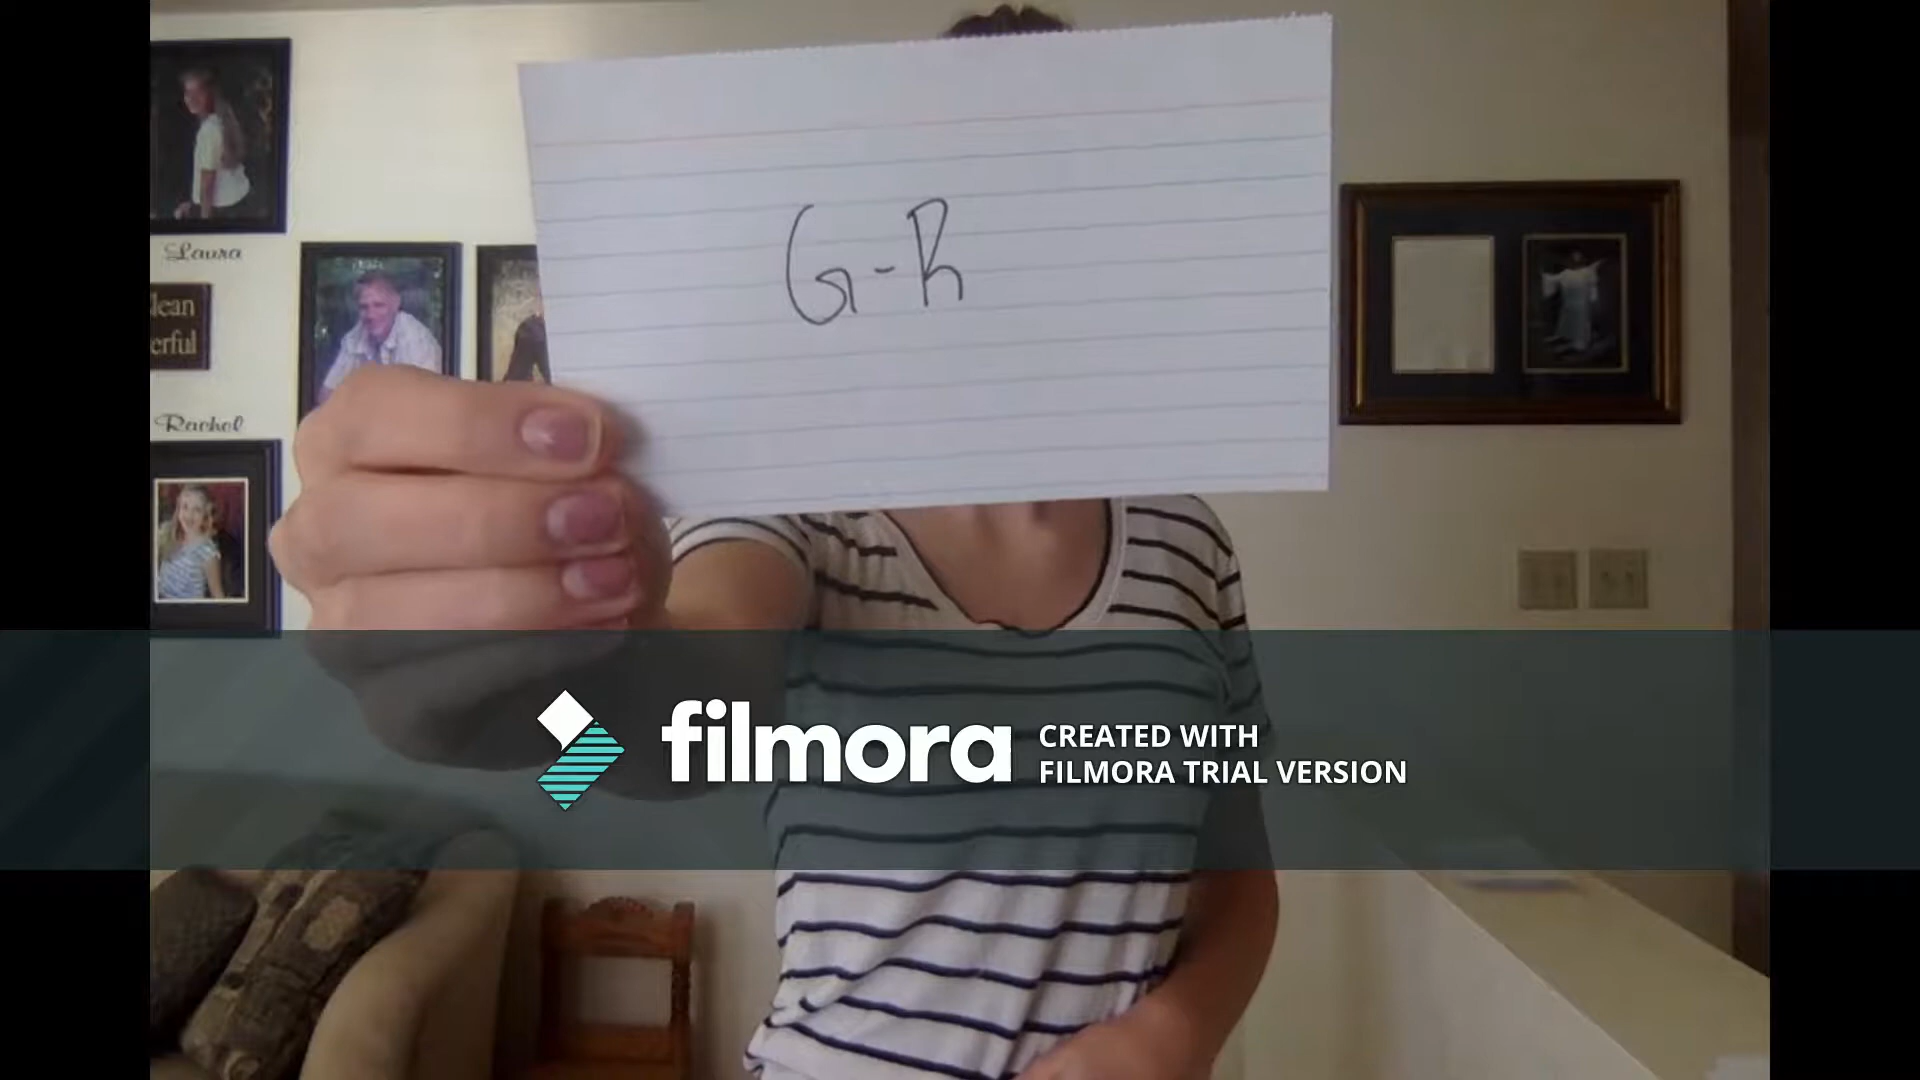 Laura
lean
erful
Rachel
G-R
filmora
CREATED WITH
FILMORA TRIAL VERSION